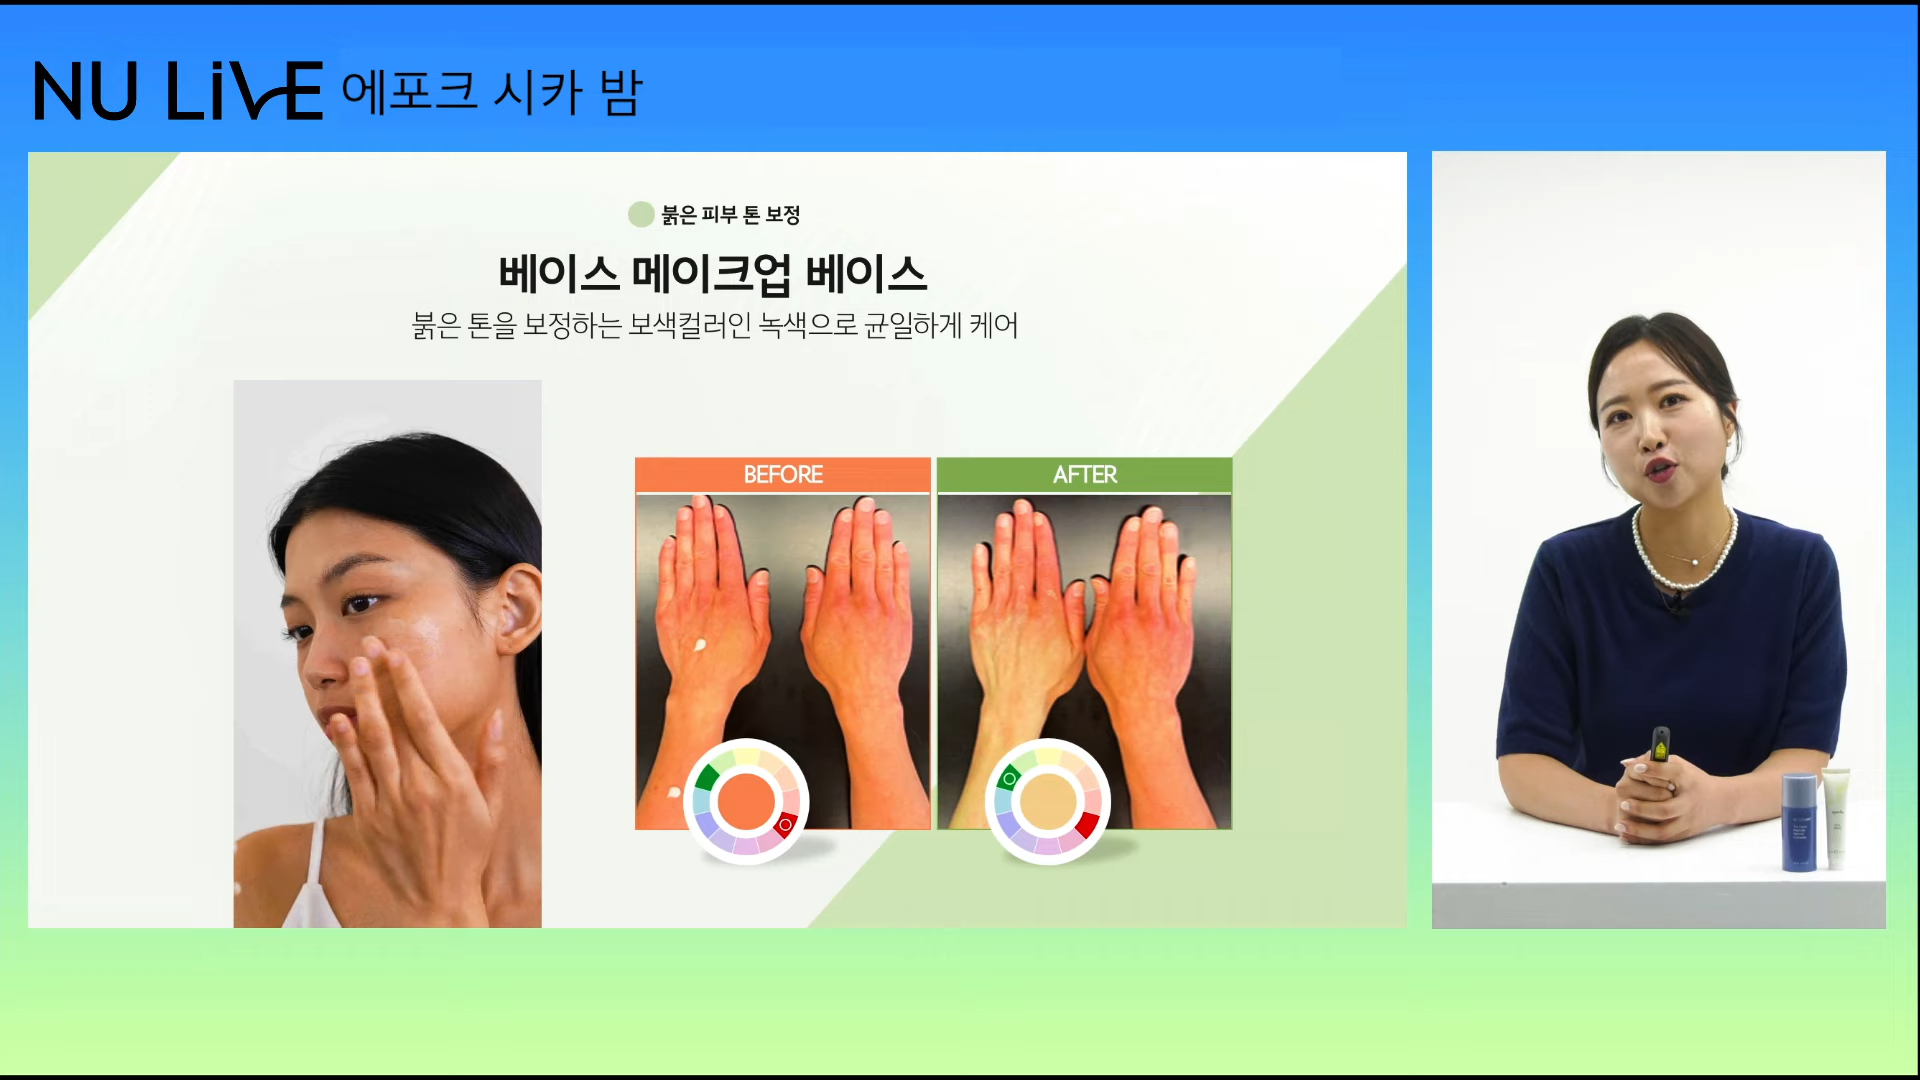 NU LiVE 에포크 시카 밤
붉은 피부 톤 보정
베이스 메이크업 베이스
붉은 톤을 보정하는 보색컬러인 녹색으로 균일하게 케어
BEFORE
AFTER